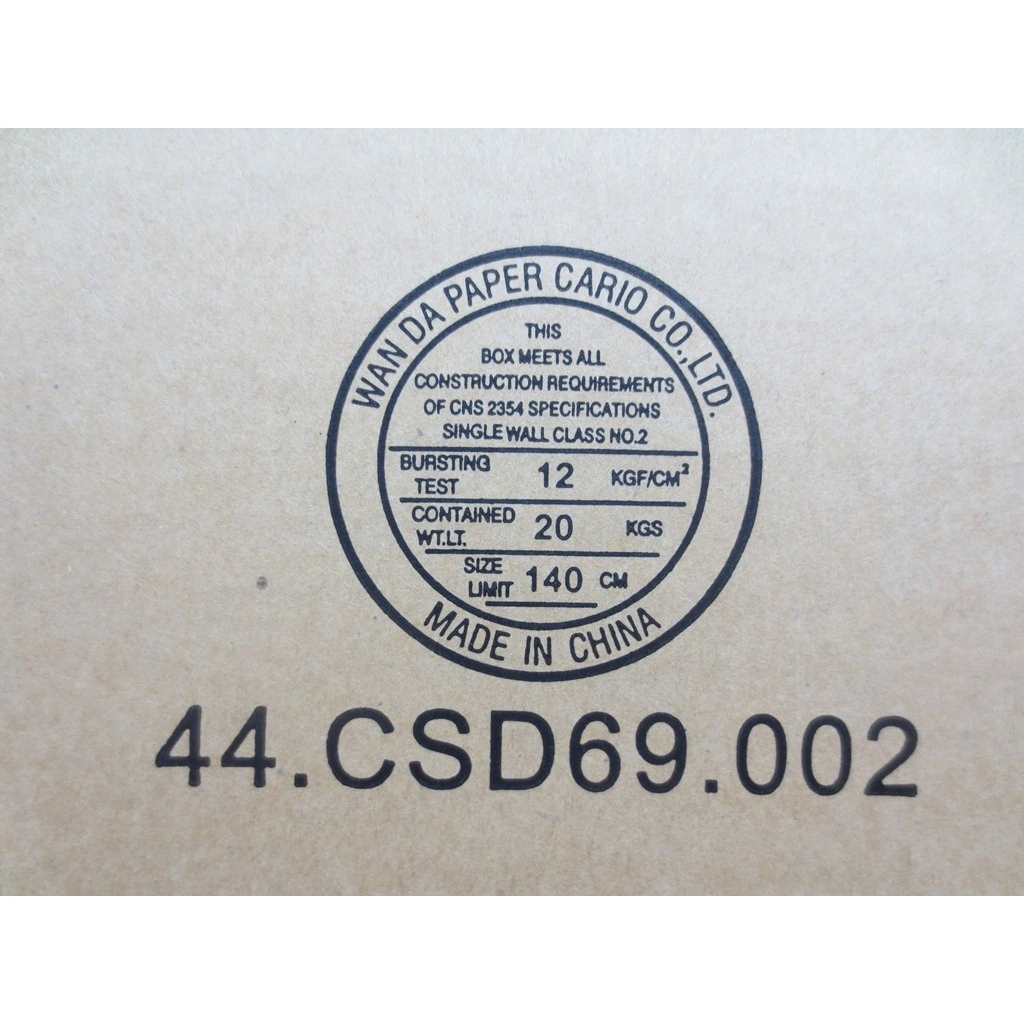 WAN DA PAPER CARIO CO.,LTD.
THIS
BOX MEETS ALL
CONSTRUCTION REQUIREMENTS
OF CNS 2354 SPECIFICATIONS
SINGLE WALL CLASS NO.2
BURSTING TEST 12 KGF/CM²
CONTAINED WT.LT. 20 KGS
SIZE LIMIT 140 CM
MADE IN CHINA
44.CSD69.002